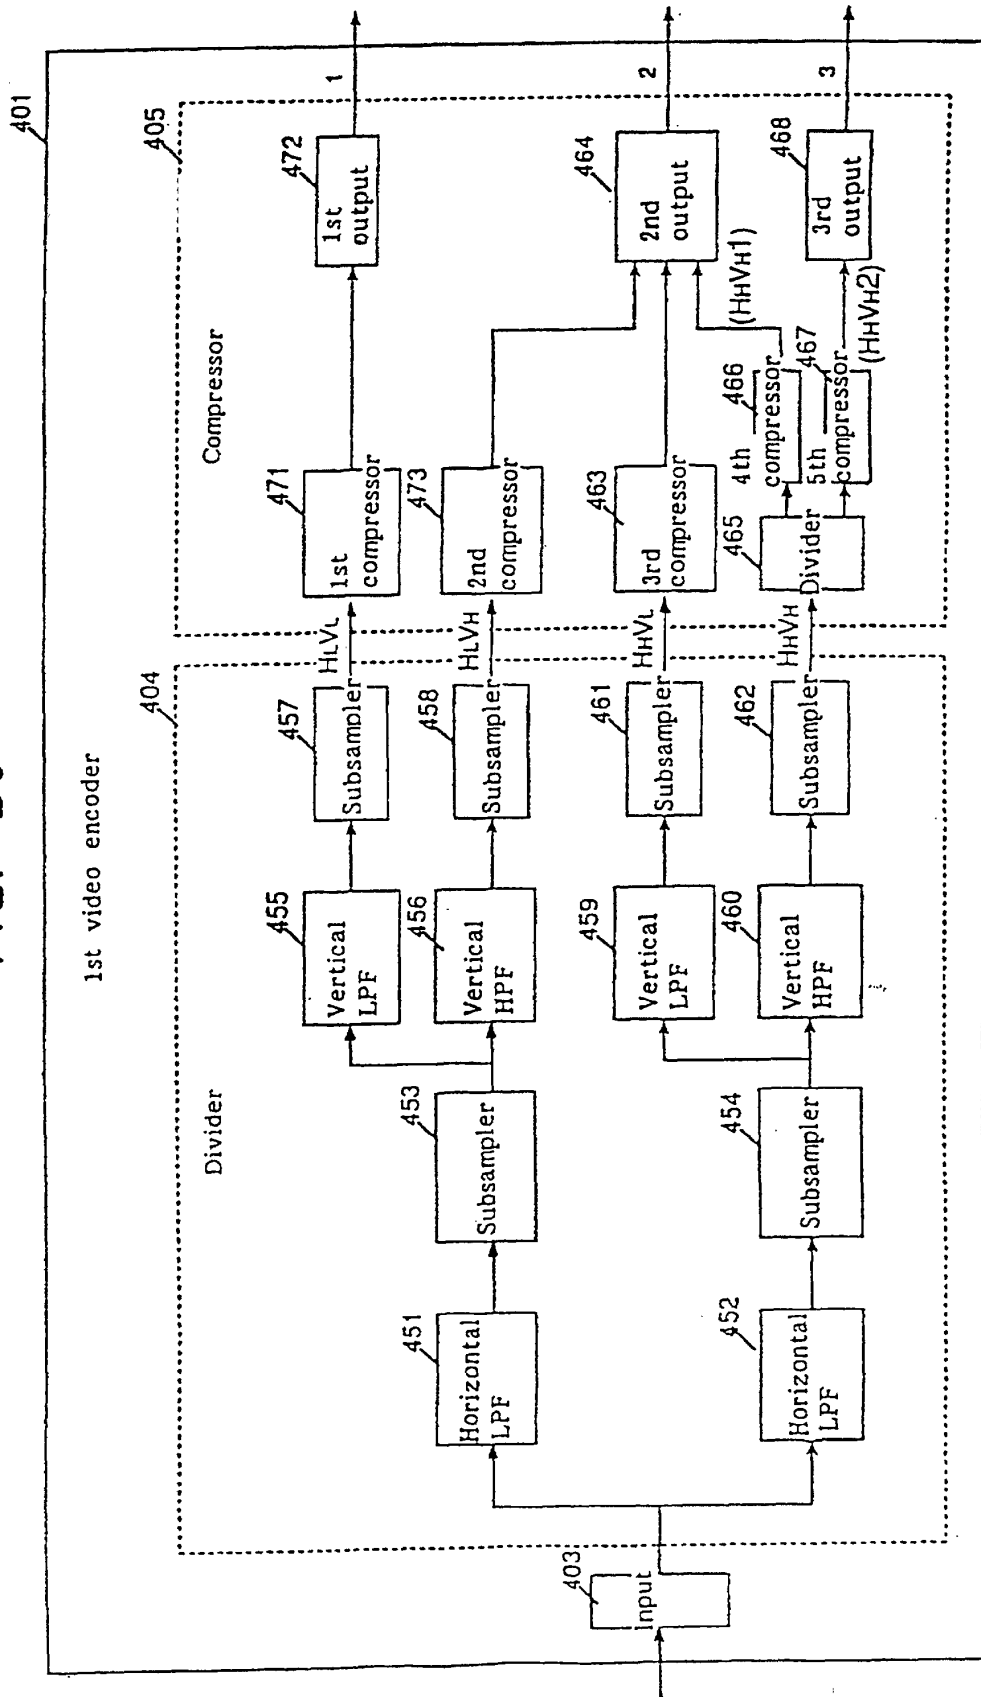 401
1st video encoder
404
Divider
405
Compressor
403
Input
451
Horizontal
LPF
453
Subsampler
455
Vertical
LPF
457
Subsampler
HLVL
471
1st
compressor
472
1st
output
1
456
Vertical
HPF
458
Subsampler
HLVH
473
2nd
compressor
452
Horizontal
LPF
454
Subsampler
459
Vertical
LPF
461
Subsampler
HHVL
463
3rd
compressor
464
2nd
output
2
460
Vertical
HPF
462
Subsampler
HHVH
465
Divider
466
4th
compressor
(HHVH1)
467
5th
compressor
(HHVH2)
468
3rd
output
3